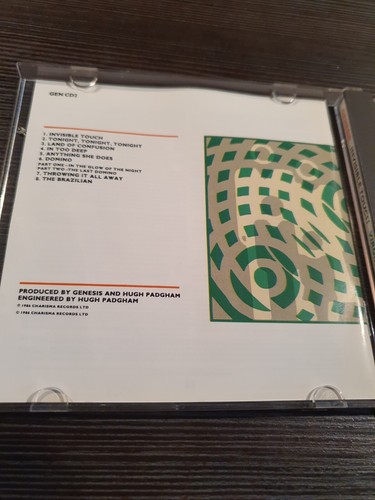 GEN CD2
1. INVISIBLE TOUCH
2. TONIGHT, TONIGHT, TONIGHT
3. LAND OF CONFUSION
4. IN TOO DEEP
5. ANYTHING SHE DOES
6. DOMINO
PART ONE-IN THE GLOW OF THE NIGHT
PART TWO-THE LAST DOMINO
7. THROWING IT ALL AWAY
8. THE BRAZILIAN
PRODUCED BY GENESIS AND HUGH PADGHAM
ENGINEERED BY HUGH PADGHAM
℗ 1986 CHARISMA RECORDS LTD
© 1986 CHARISMA RECORDS LTD